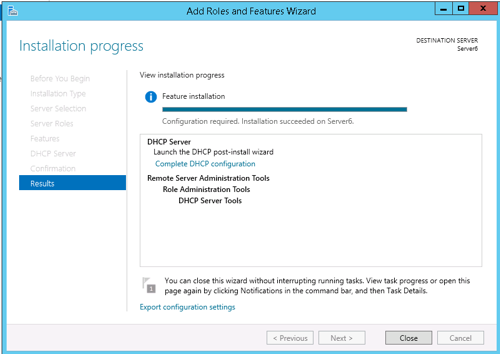 Add Roles and Features Wizard
Installation progress
DESTINATION SERVER
Server6
Before You Begin
Installation Type
Server Selection
Server Roles
Features
DHCP Server
Confirmation
Results
View installation progress
Feature installation
Configuration required. Installation succeeded on Server6.
DHCP Server
Launch the DHCP post-install wizard
Complete DHCP configuration
Remote Server Administration Tools
Role Administration Tools
DHCP Server Tools
1
You can close this wizard without interrupting running tasks. View task progress or open this
page again by clicking Notifications in the command bar, and then Task Details.
Export configuration settings
< Previous
Next >
Close
Cancel